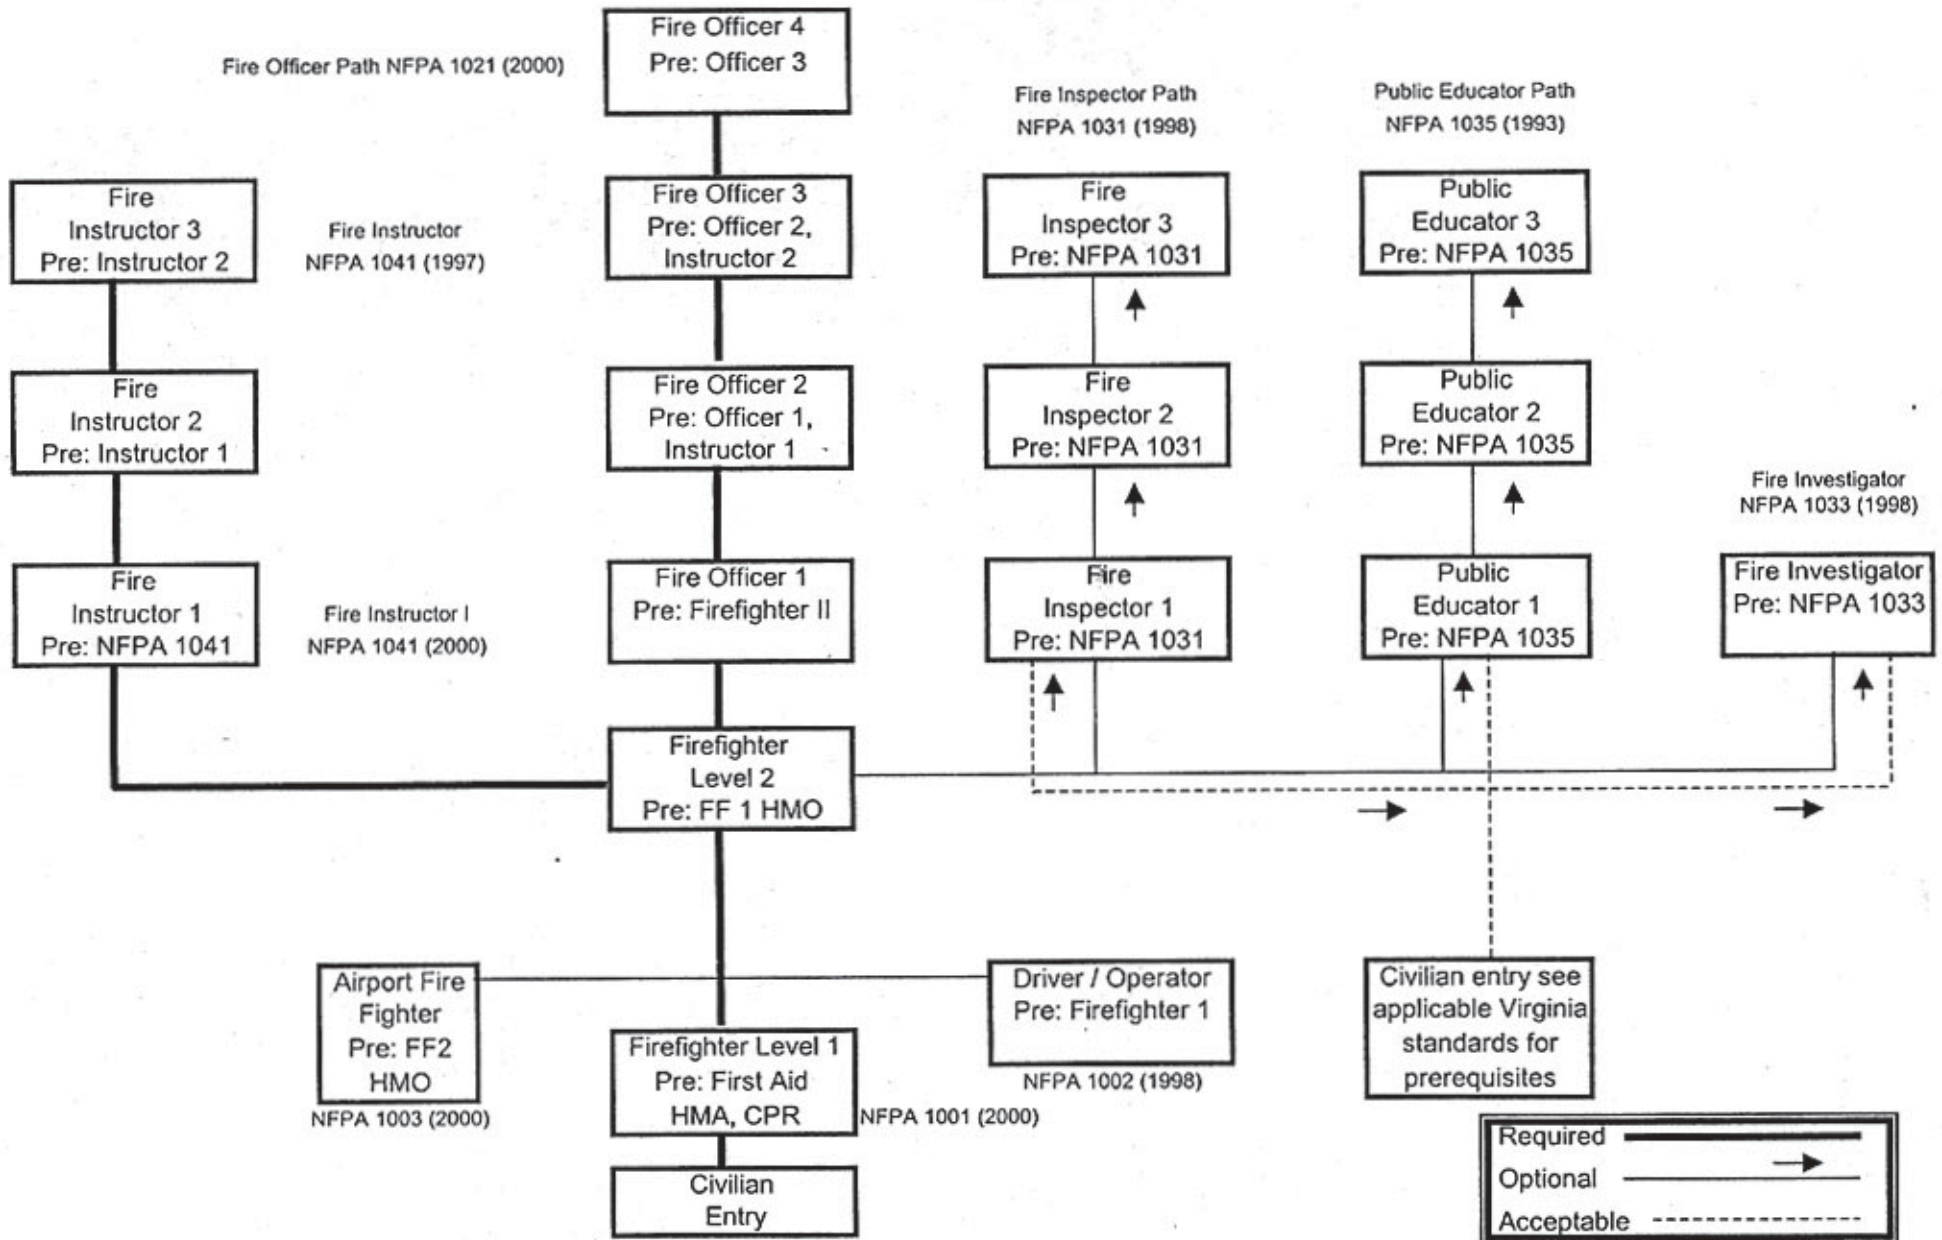 Fire Officer 4
Pre: Officer 3
Fire Officer Path NFPA 1021 (2000)
Fire Inspector Path
NFPA 1031 (1998)
Public Educator Path
NFPA 1035 (1993)
Fire
Instructor 3
Pre: Instructor 2
Fire Instructor
NFPA 1041 (1997)
Fire Officer 3
Pre: Officer 2,
Instructor 2
Fire
Inspector 3
Pre: NFPA 1031
Public
Educator 3
Pre: NFPA 1035
Fire
Instructor 2
Pre: Instructor 1
Fire Officer 2
Pre: Officer 1,
Instructor 1
Fire
Inspector 2
Pre: NFPA 1031
Public
Educator 2
Pre: NFPA 1035
Fire Investigator
NFPA 1033 (1998)
Fire
Instructor 1
Pre: NFPA 1041
Fire Instructor I
NFPA 1041 (2000)
Fire Officer 1
Pre: Firefighter II
Fire
Inspector 1
Pre: NFPA 1031
Public
Educator 1
Pre: NFPA 1035
Fire Investigator
Pre: NFPA 1033
Firefighter
Level 2
Pre: FF 1 HMO
Airport Fire
Fighter
Pre: FF2
HMO
NFPA 1003 (2000)
Firefighter Level 1
Pre: First Aid
HMA, CPR
NFPA 1001 (2000)
Driver / Operator
Pre: Firefighter 1
NFPA 1002 (1998)
Civilian entry see
applicable Virginia
standards for
prerequisites
Civilian
Entry
Required
Optional
Acceptable